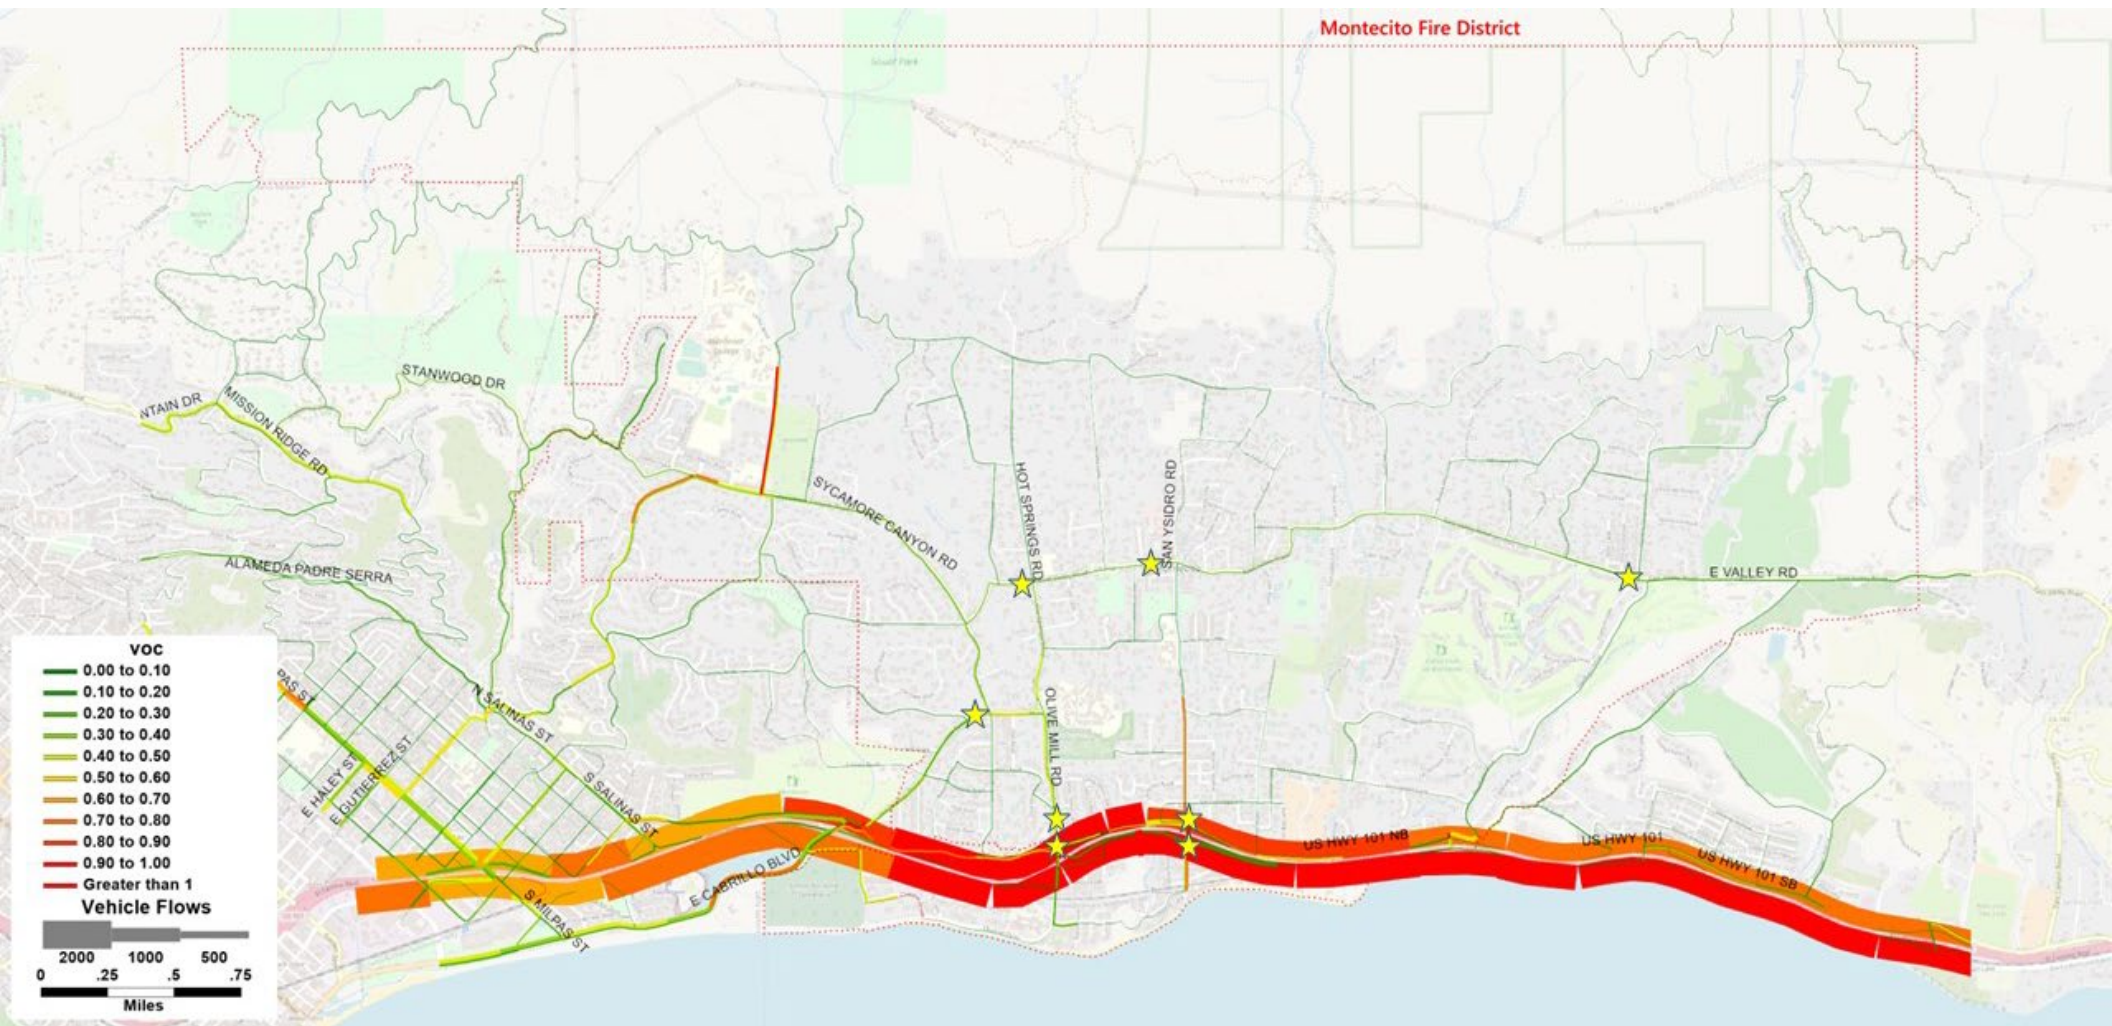 Montecito Fire District
STANWOOD DR
NTAIN DR
MISSION RIDGE RD
SYCAMORE CANYON RD
HOT SPRINGS RD
SAN YSIDRO RD
ALAMEDA PADRE SERRA
E VALLEY RD
PAS ST
N SALINAS ST
OLIVE MILL RD
E HALEY ST
E GUTIERREZ ST
S SALINAS ST
US HWY 101 NB
US HWY 101
US HWY 101 SB
E CABRILLO BLVD
S MILPAS ST
VOC
0.00 to 0.10
0.10 to 0.20
0.20 to 0.30
0.30 to 0.40
0.40 to 0.50
0.50 to 0.60
0.60 to 0.70
0.70 to 0.80
0.80 to 0.90
0.90 to 1.00
Greater than 1
Vehicle Flows
2000 1000 500
0 .25 .5 .75
Miles